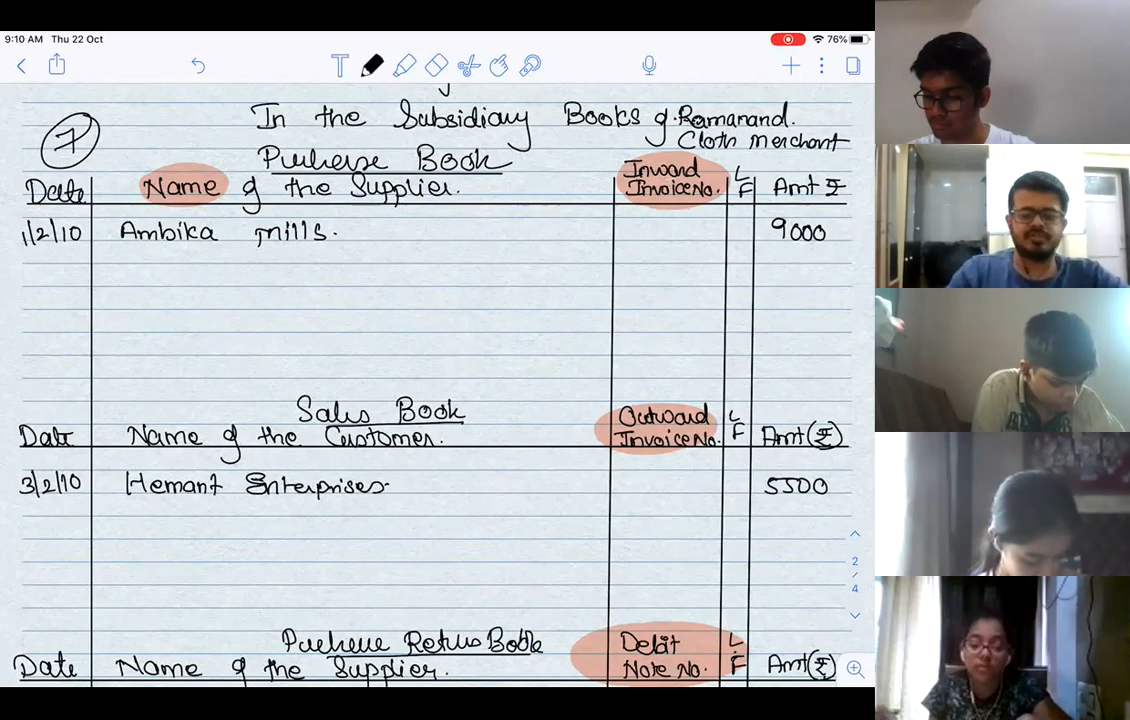 9:10 AM Thu 22 Oct
76%
In the Subsidiary Books of Ramanand
Cloth Merchant
7
Purchase Book
Date Name of the Supplier. Inward Invoice No. LF Amt ₹
1/2/10 Ambika Mills. 9000
Sales Book
Date Name of the Customer. Outward Invoice No. LF Amt (₹)
3/2/10 Hemant Enterprises 5500
2
/
4
Book
Date Name of the Supplier. Debit Note No. L.F Amt (₹)